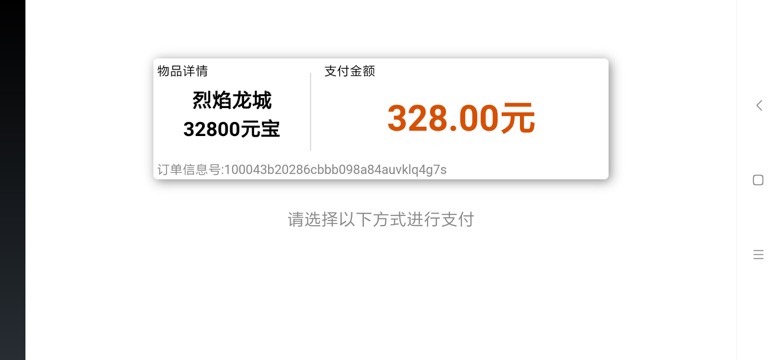 物品详情
支付金额
烈焰龙城
32800元宝
328.00元
订单信息号:100043b20286cbbb098a84auvklq4g7s
请选择以下方式进行支付